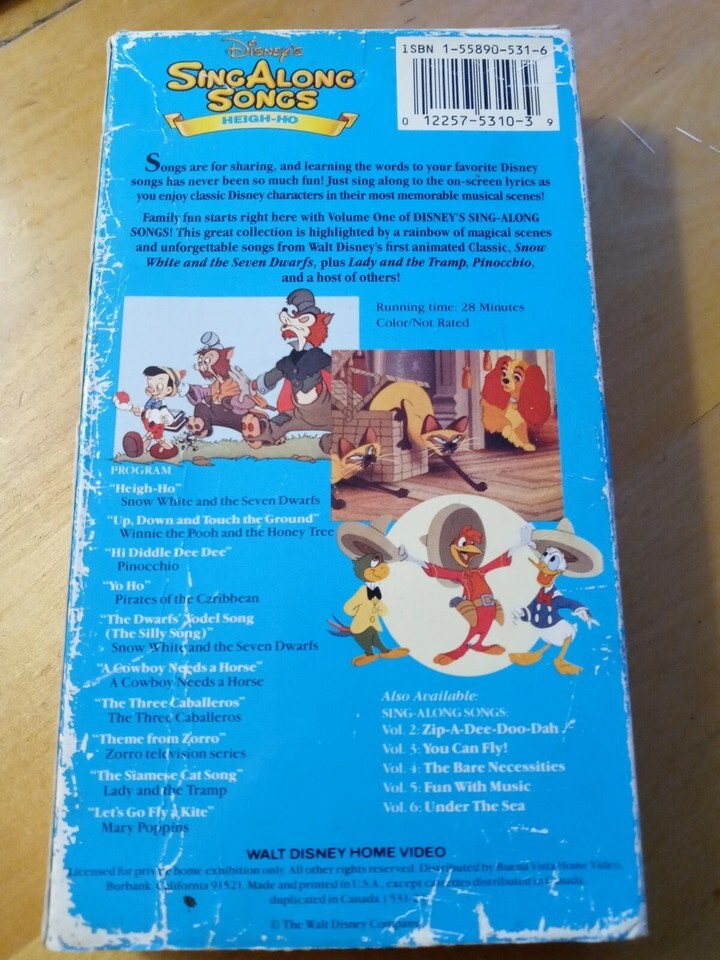 Disney's
SING ALONG
SONGS
HEIGH-HO
ISBN 1-55890-531-6
0 12257-5310-3 9
Songs are for sharing, and learning the words to your favorite Disney
songs has never been so much fun! Just sing along to the on-screen lyrics as
you enjoy classic Disney characters in their most memorable musical scenes!
Family fun starts right here with Volume One of DISNEY'S SING-ALONG
SONGS! This great collection is highlighted by a rainbow of magical scenes
and unforgettable songs from Walt Disney's first animated Classic, Snow
White and the Seven Dwarfs, plus Lady and the Tramp, Pinocchio,
and a host of others!
Running time: 28 Minutes
Color/Not Rated
PROGRAM
"Heigh-Ho"
Snow White and the Seven Dwarfs
"Up, Down and Touch the Ground"
Winnie the Pooh and the Honey Tree
"Hi Diddle Dee Dee"
Pinocchio
"Yo Ho"
Pirates of the Caribbean
"The Dwarfs' Yodel Song
(The Silly Song)"
Snow White and the Seven Dwarfs
"A Cowboy Needs a Horse"
A Cowboy Needs a Horse
"The Three Caballeros"
The Three Caballeros
"Theme from Zorro"
Zorro television series
"The Siamese Cat Song"
Lady and the Tramp
"Let's Go Fly a Kite"
Mary Poppins
Also Available:
SING-ALONG SONGS:
Vol. 2: Zip-A-Dee-Doo-Dah
Vol. 3: You Can Fly!
Vol. 4: The Bare Necessities
Vol. 5: Fun With Music
Vol. 6: Under The Sea
WALT DISNEY HOME VIDEO
Licensed for private home exhibition only. All other rights reserved. Distributed by Buena Vista Home Video,
Burbank, California 91521. Made and printed in U.S.A., except cassettes distributed in Canada
duplicated in Canada. (531-
© The Walt Disney Company